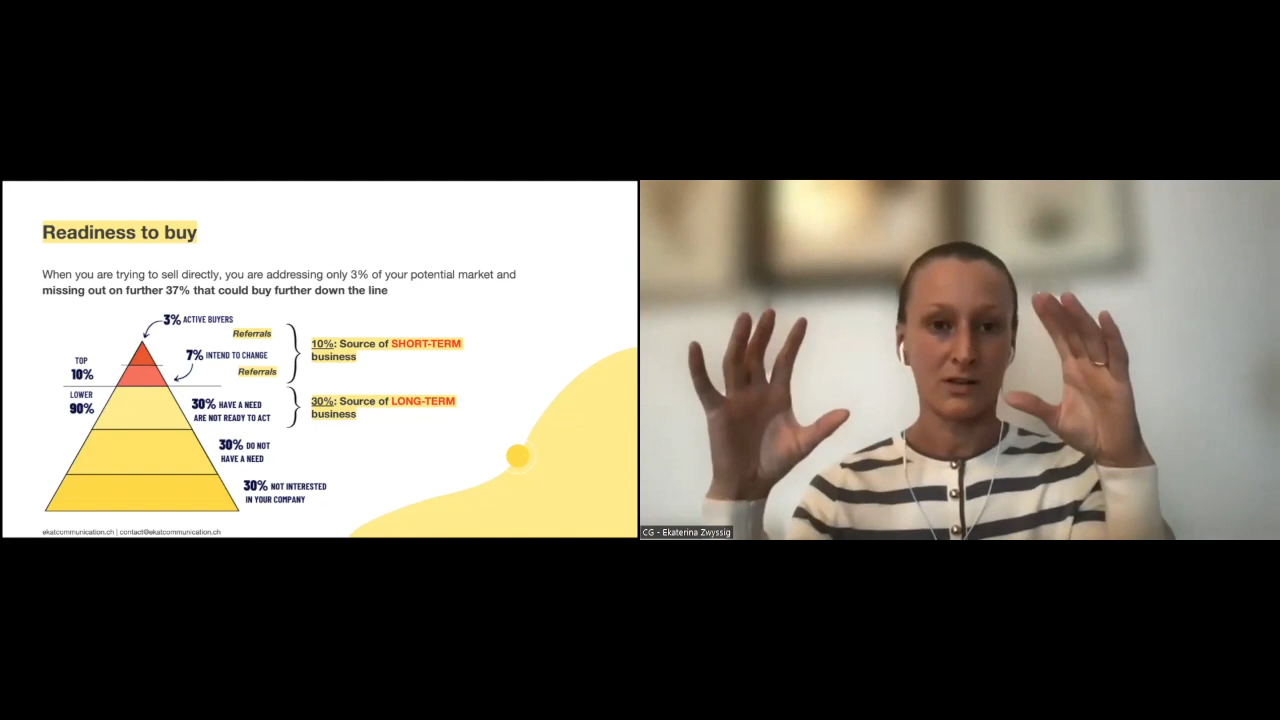 Readiness to buy
When you are trying to sell directly, you are addressing only 3% of your potential market and
missing out on further 37% that could buy further down the line
3% ACTIVE BUYERS
Referrals
10%: Source of SHORT-TERM
business
7% INTEND TO CHANGE
TOP
10%
Referrals
LOWER
90%
30% HAVE A NEED
ARE NOT READY TO ACT
30%: Source of LONG-TERM
business
30% DO NOT
HAVE A NEED
30% NOT INTERESTED
IN YOUR COMPANY
ekatcommunication.ch | contact@ekatcommunication.ch
CG - Ekaterina Zwyssig